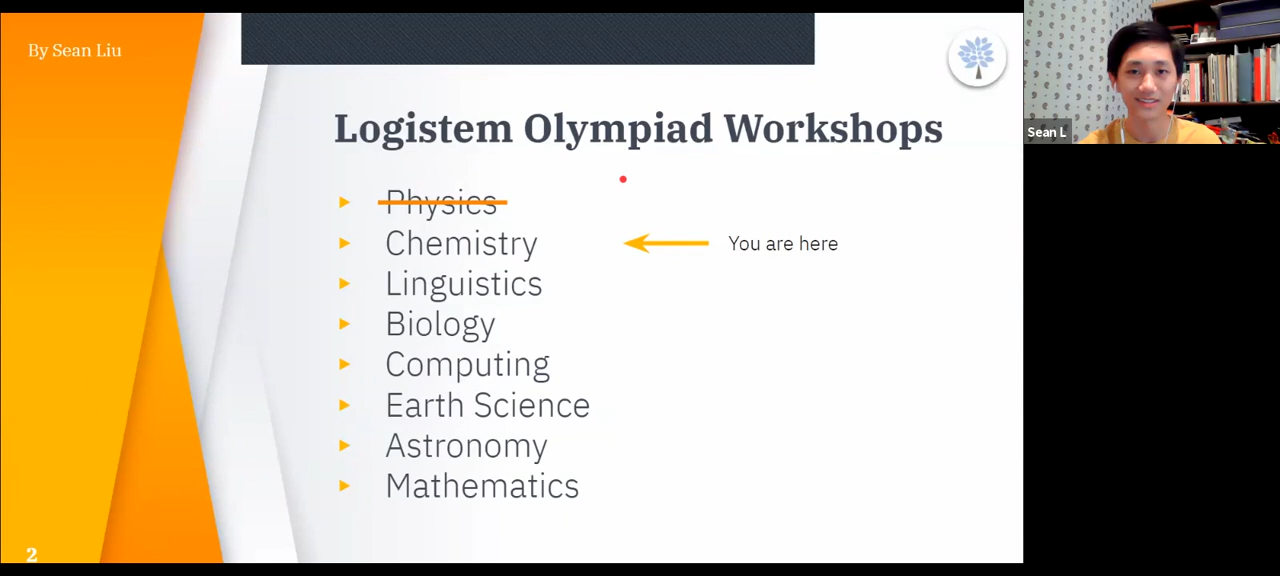 By Sean Liu
Logistem Olympiad Workshops
Physics
Chemistry
You are here
Linguistics
Biology
Computing
Earth Science
Astronomy
Mathematics
2
Sean L